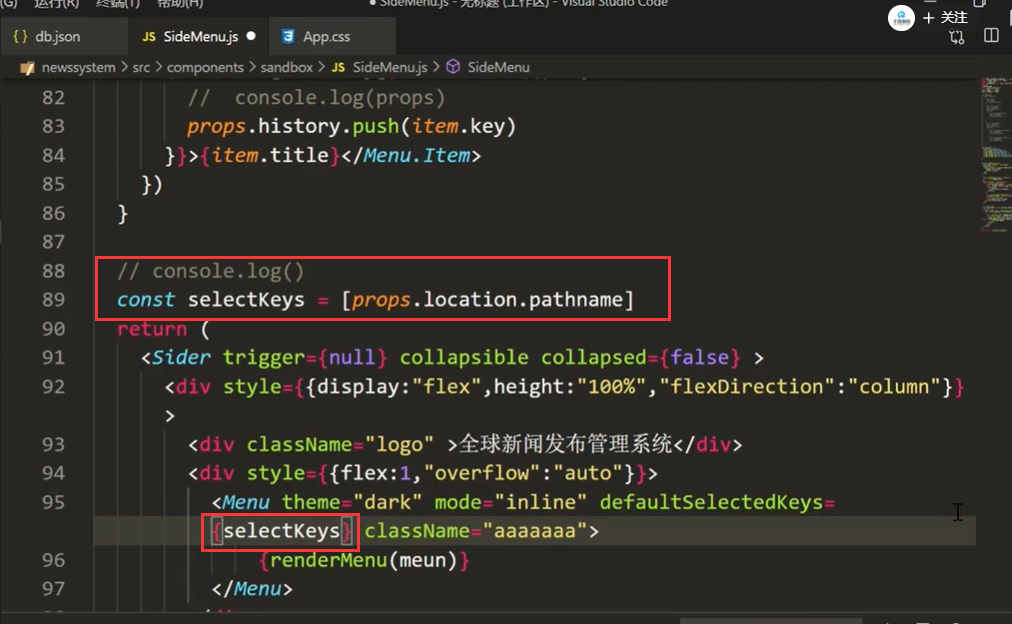 运行(R) 终端(T) 帮助(H) ● SideMenu.js - 无标题 (工作区) - Visual Studio Code
+ 关注
{} db.json JS SideMenu.js ● App.css
newssystem > src > components > sandbox > JS SideMenu.js > SideMenu
82 // console.log(props)
83 props.history.push(item.key)
84 }}>{item.title}</Menu.Item>
85 })
86 }
87
88 // console.log()
89 const selectKeys = [props.location.pathname]
90 return (
91 <Sider trigger={null} collapsible collapsed={false} >
92 <div style={{display:"flex",height:"100%","flexDirection":"column"}}
>
93 <div className="logo" >全球新闻发布管理系统</div>
94 <div style={{flex:1,"overflow":"auto"}}>
95 <Menu theme="dark" mode="inline" defaultSelectedKeys=
{selectKeys} className="aaaaaaa">
96 {renderMenu(meun)}
97 </Menu>